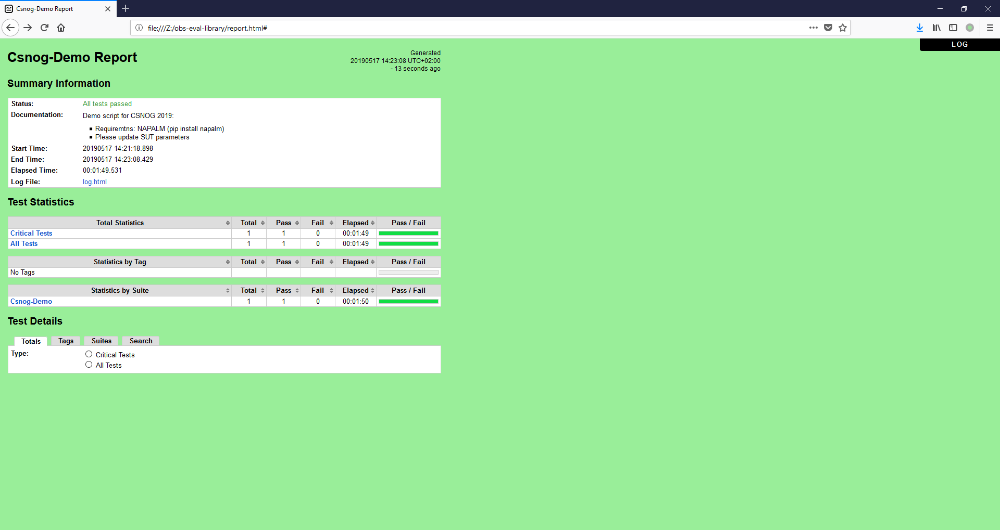 Csnog-Demo Report
file:///Z:/obs-eval-library/report.html#
LOG
Csnog-Demo Report
Generated
20190517 14:23:08 UTC+02:00
- 13 seconds ago
Summary Information
Status: All tests passed
Documentation: Demo script for CSNOG 2019:
Requiremtns: NAPALM (pip install napalm)
Please update SUT parameters
Start Time: 20190517 14:21:18.898
End Time: 20190517 14:23:08.429
Elapsed Time: 00:01:49.531
Log File: log.html
Test Statistics
Total Statistics Total Pass Fail Elapsed Pass / Fail
Critical Tests 1 1 0 00:01:49
All Tests 1 1 0 00:01:49
Statistics by Tag Total Pass Fail Elapsed Pass / Fail
No Tags
Statistics by Suite Total Pass Fail Elapsed Pass / Fail
Csnog-Demo 1 1 0 00:01:50
Test Details
Totals Tags Suites Search
Type: Critical Tests
All Tests